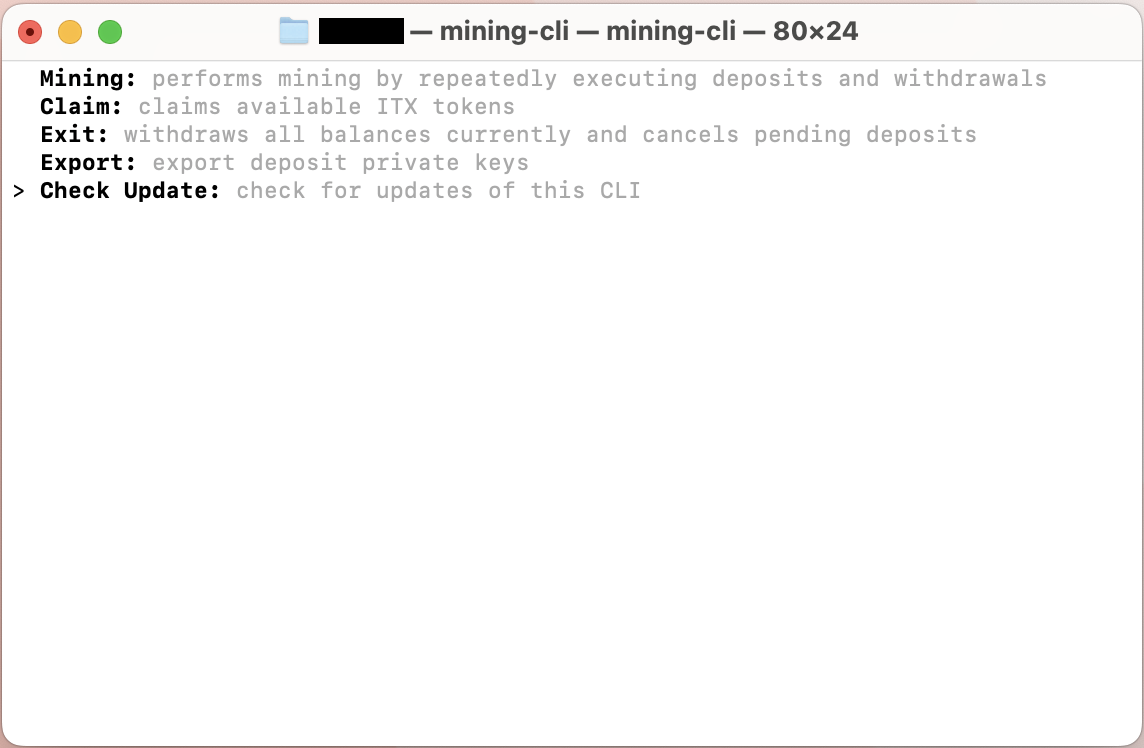 — mining-cli — mining-cli — 80×24
Mining: performs mining by repeatedly executing deposits and withdrawals
Claim: claims available ITX tokens
Exit: withdraws all balances currently and cancels pending deposits
Export: export deposit private keys
> Check Update: check for updates of this CLI